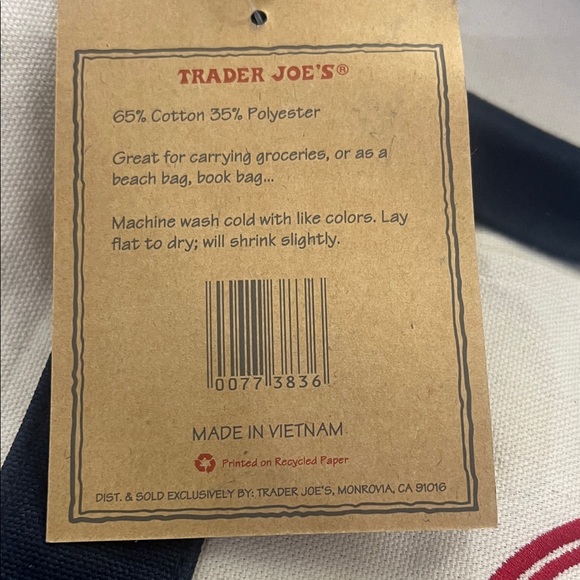 TRADER JOE'S®
65% Cotton 35% Polyester
Great for carrying groceries, or as a
beach bag, book bag...
Machine wash cold with like colors. Lay
flat to dry; will shrink slightly.
0077 3836
MADE IN VIETNAM
Printed on Recycled Paper
DIST. & SOLD EXCLUSIVELY BY: TRADER JOE'S, MONROVIA, CA 91016